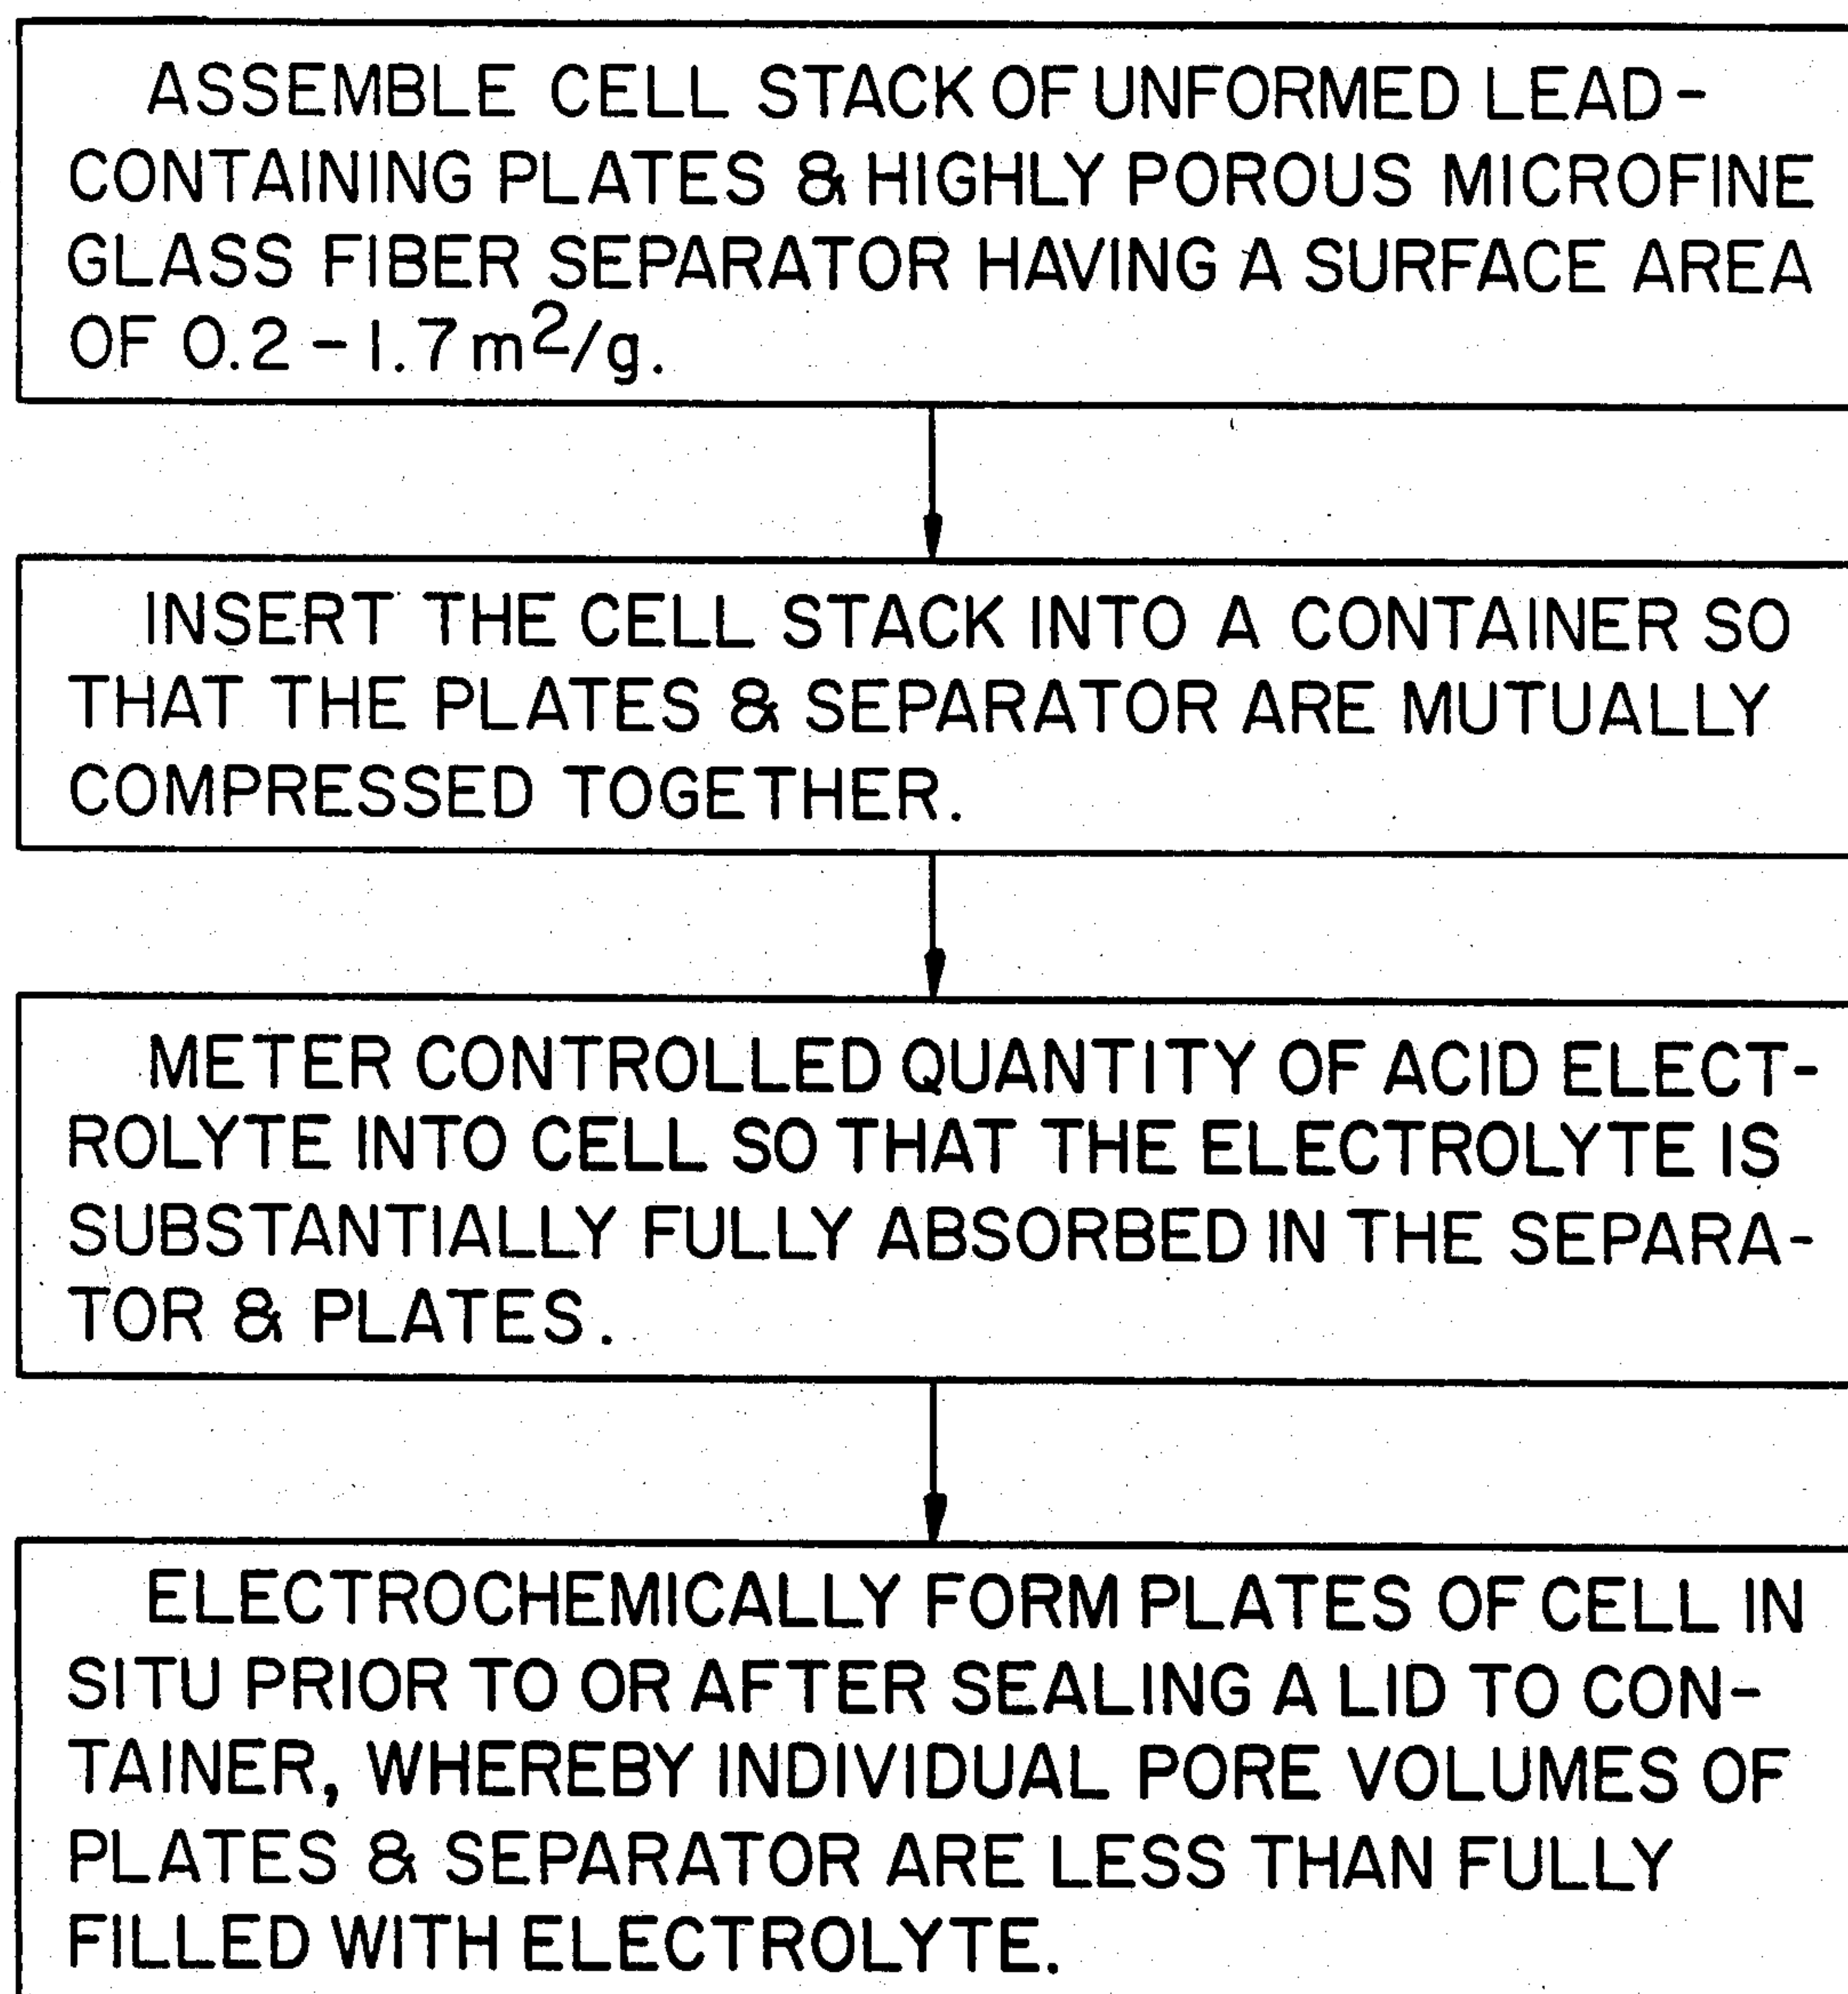 ASSEMBLE CELL STACK OF UNFORMED LEAD-
CONTAINING PLATES & HIGHLY POROUS MICROFINE
GLASS FIBER SEPARATOR HAVING A SURFACE AREA
OF 0.2-1.7 m²/g.
INSERT THE CELL STACK INTO A CONTAINER SO
THAT THE PLATES & SEPARATOR ARE MUTUALLY
COMPRESSED TOGETHER.
METER CONTROLLED QUANTITY OF ACID ELECT-
ROLYTE INTO CELL SO THAT THE ELECTROLYTE IS
SUBSTANTIALLY FULLY ABSORBED IN THE SEPARA-
TOR & PLATES.
ELECTROCHEMICALLY FORM PLATES OF CELL IN
SITU PRIOR TO OR AFTER SEALING A LID TO CON-
TAINER, WHEREBY INDIVIDUAL PORE VOLUMES OF
PLATES & SEPARATOR ARE LESS THAN FULLY
FILLED WITH ELECTROLYTE.